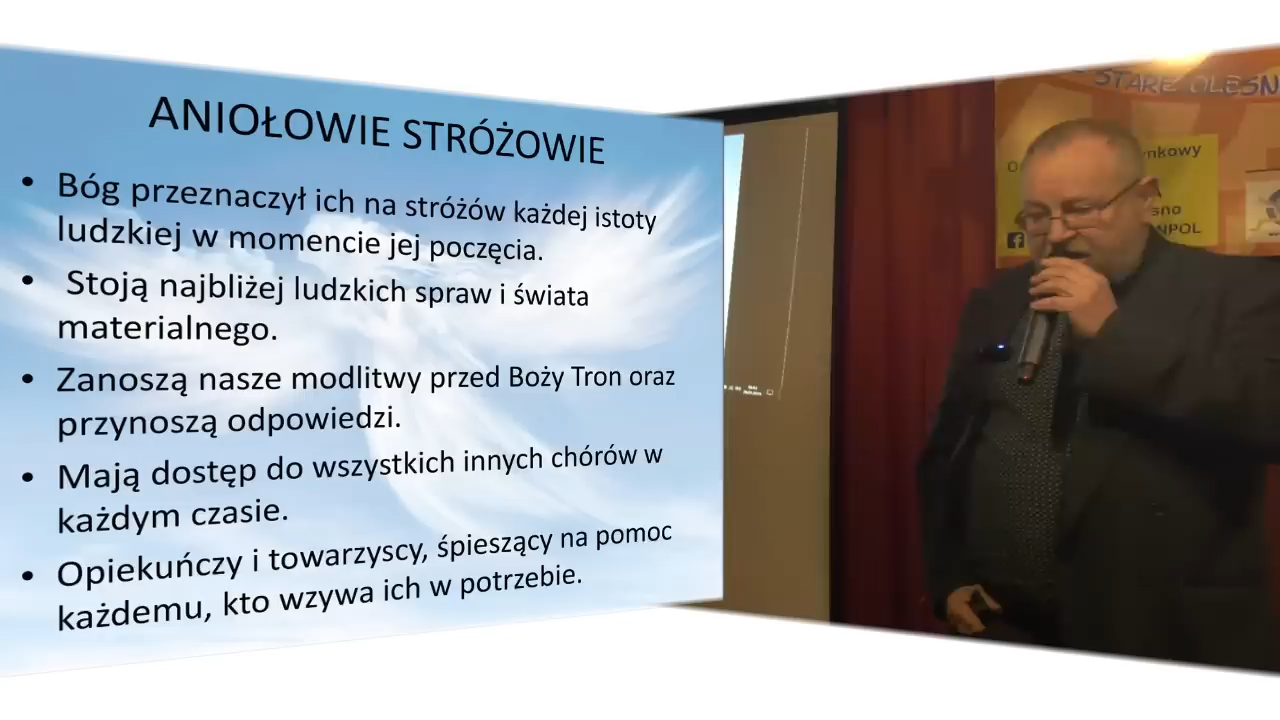 ANIOŁOWIE STRÓŻOWIE
• Bóg przeznaczył ich na stróżów każdej istoty
ludzkiej w momencie jej poczęcia.
• Stoją najbliżej ludzkich spraw i świata
materialnego.
• Zanoszą nasze modlitwy przed Boży Tron oraz
przynoszą odpowiedzi.
• Mają dostęp do wszystkich innych chórów w
każdym czasie.
• Opiekuńczy i towarzyscy, śpieszący na pomoc
każdemu, kto wzywa ich w potrzebie.
STARE OLESN